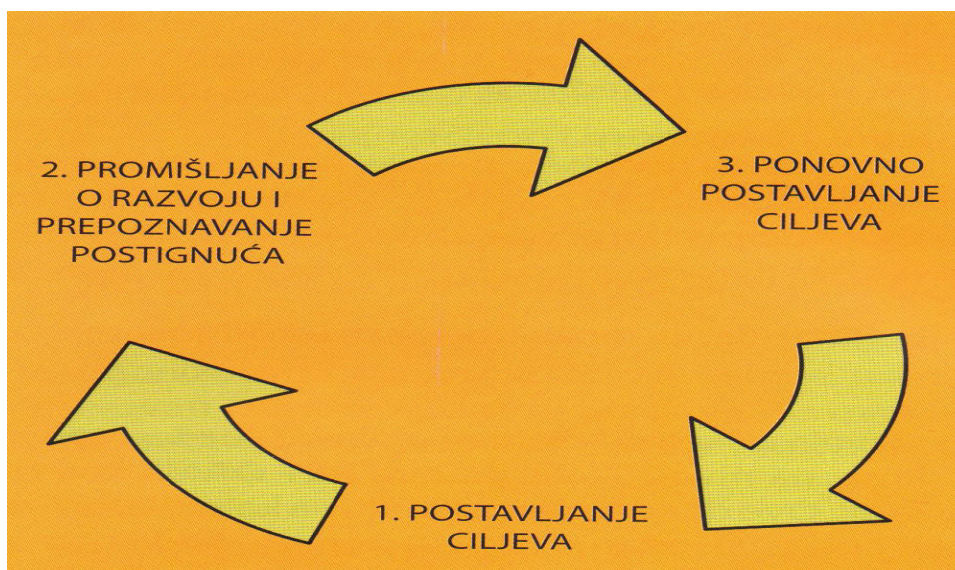 2. PROMIŠLJANJE
O RAZVOJU I
PREPOZNAVANJE
POSTIGNUĆA
3. PONOVNO
POSTAVLJANJE
CILJEVA
1. POSTAVLJANJE
CILJEVA